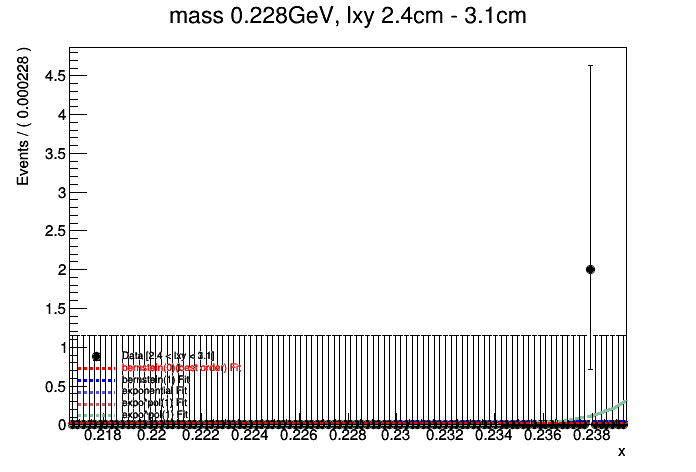 mass 0.228GeV, lxy 2.4cm - 3.1cm
Events / ( 0.000228 )
4.5
4
3.5
3
2.5
2
1.5
1
0.5
0
Data [2.4 < lxy < 3.1]
bernstein(0)(best order) Fit
bernstein(1) Fit
exponential Fit
expo*pol(1) Fit
expo*pol(1) Fit
0.218 0.22 0.222 0.224 0.226 0.228 0.23 0.232 0.234 0.236 0.238
x